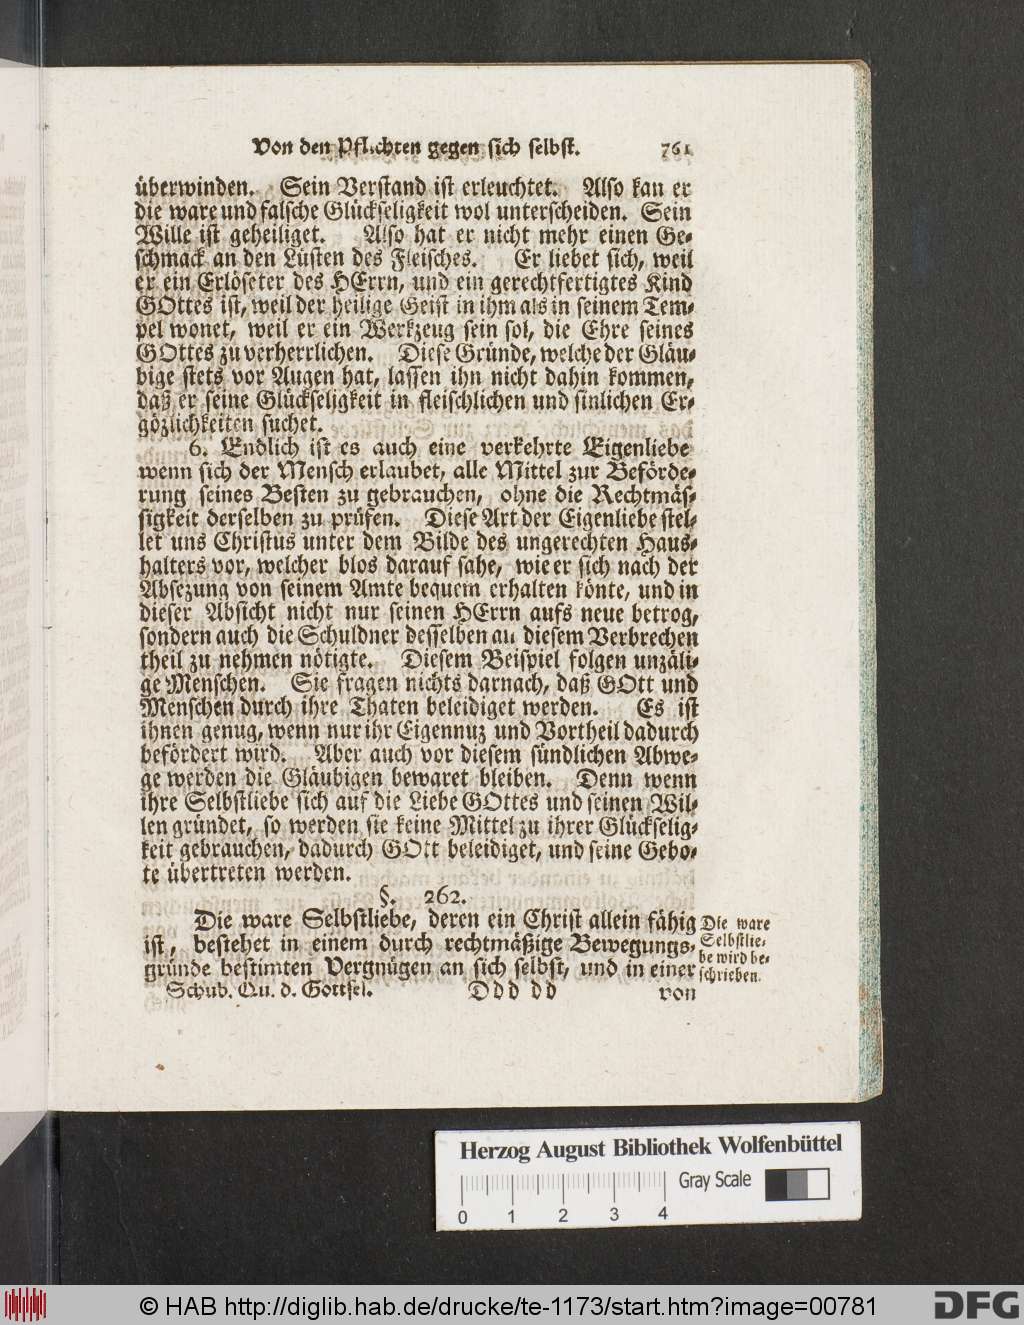 Von den Pflichten gegen sich selbst. 761
überwinden. Sein Verstand ist erleuchtet. Also kan er
die ware und falsche Glückseligkeit wol unterscheiden. Sein
Wille ist geheiliget. Also hat er nicht mehr einen Ge-
schmack an den Lüsten des Fleisches. Er liebet sich, weil
er ein Erlöseter des HErrn, und ein gerechtfertigtes Kind
GOttes ist, weil der heilige Geist in ihm als in seinem Tem-
pel wonet, weil er ein Werkzeug sein sol, die Ehre seines
GOttes zu verherrlichen. Diese Gründe, welche der Gläu-
bige stets vor Augen hat, lassen ihn nicht dahin kommen,
daß er seine Glückseligkeit in fleischlichen und sinlichen Er-
gözlichkeiten suchet.
6. Endlich ist es auch eine verkehrte Eigenliebe
wenn sich der Mensch erlaubet, alle Mittel zur Beförde-
rung seines Besten zu gebrauchen, ohne die Rechtmäs-
sigkeit derselben zu prüfen. Diese Art der Eigenliebe stel-
let uns Christus unter dem Bilde des ungerechten Haus-
halters vor, welcher blos darauf sahe, wie er sich nach der
Absezung von seinem Amte bequem erhalten könte, und in
dieser Absicht nicht nur seinen HErrn aufs neue betrog,
sondern auch die Schuldner desselben an diesem Verbrechen
theil zu nehmen nötigte. Diesem Beispiel folgen unzäli-
ge Menschen. Sie fragen nichts darnach, daß GOtt und
Menschen durch ihre Thaten beleidiget werden. Es ist
ihnen genug, wenn nur ihr Eigennuz und Vortheil dadurch
befördert wird. Aber auch vor diesem sündlichen Abwe-
ge werden die Gläubigen bewaret bleiben. Denn wenn
ihre Selbstliebe sich auf die Liebe GOttes und seinen Wil-
len gründet, so werden sie keine Mittel zu ihrer Glückselig-
keit gebrauchen, dadurch GOtt beleidiget, und seine Gebo-
te übertreten werden.
§. 262.
Die ware Selbstliebe, deren ein Christ allein fähig
ist, bestehet in einem durch rechtmäßige Bewegungs-
gründe bestimten Vergnügen an sich selbst, und in einer
Die ware
Selbstlie-
be wird be-
schrieben.
Schub. Qu. d. Gottsel. Ddd dd von
Herzog August Bibliothek Wolfenbüttel
Gray Scale
0 1 2 3 4
© HAB http://diglib.hab.de/drucke/te-1173/start.htm?image=00781
DFG